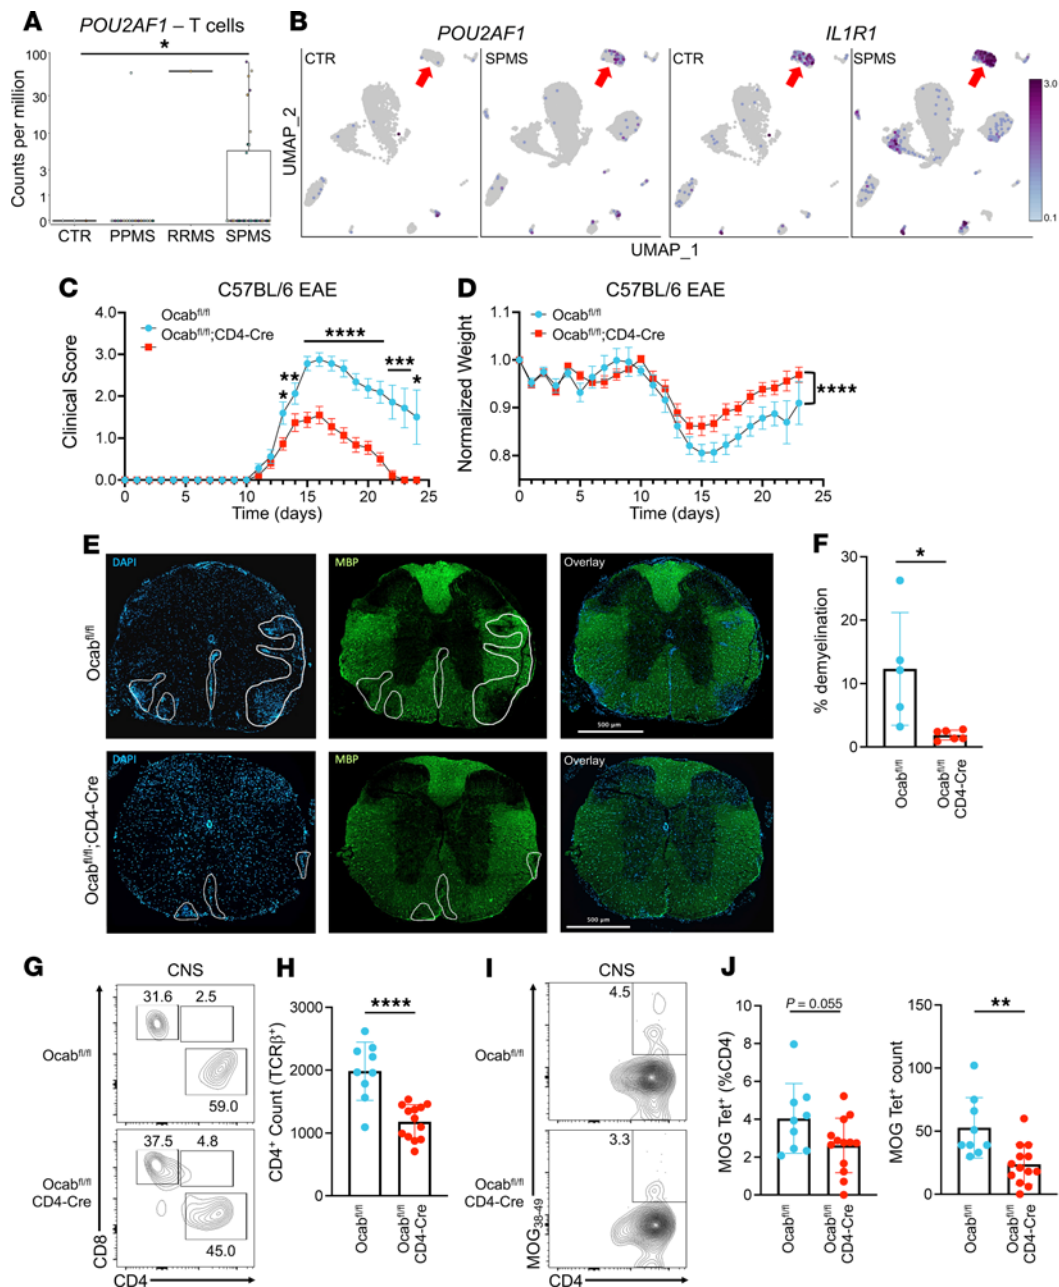 A
POU2AF1 – T cells
*
Counts per million
100
30
10
3
1
0
CTR PPMS RRMS SPMS
B
POU2AF1 IL1R1
CTR SPMS CTR SPMS
UMAP_2
UMAP_1
3.0
0.1
C
C57BL/6 EAE
Ocabfl/fl
Ocabfl/fl;CD4-Cre
Clinical Score
4.0
3.0
2.0
1.0
0.0
****
***
*
**
*
0 5 10 15 20 25
Time (days)
D
C57BL/6 EAE
Ocabfl/fl
Ocabfl/fl;CD4-Cre
Normalized Weight
1.1
1.0
0.9
0.8
****
0 5 10 15 20 25
Time (days)
E
DAPI MBP Overlay
Ocabfl/fl
500 µm
DAPI MBP Overlay
Ocabfl/fl;CD4-Cre
500 µm
F
% demyelination
30
20
10
0
*
Ocabfl/fl
Ocabfl/fl
CD4-Cre
G
CNS
31.6 2.5
Ocabfl/fl
59.0
37.5 4.8
Ocabfl/fl
CD4-Cre
45.0
CD8
CD4
H
CD4+ Count (TCRβ+)
3000
2000
1000
0
****
Ocabfl/fl
Ocabfl/fl
CD4-Cre
I
CNS
4.5
Ocabfl/fl
3.3
Ocabfl/fl
CD4-Cre
MOG38-49
CD4
J
MOG Tet+ (%CD4)
10
8
6
4
2
0
P = 0.055
Ocabfl/fl
Ocabfl/fl
CD4-Cre
MOG Tet+ count
150
100
50
0
**
Ocabfl/fl
Ocabfl/fl
CD4-Cre